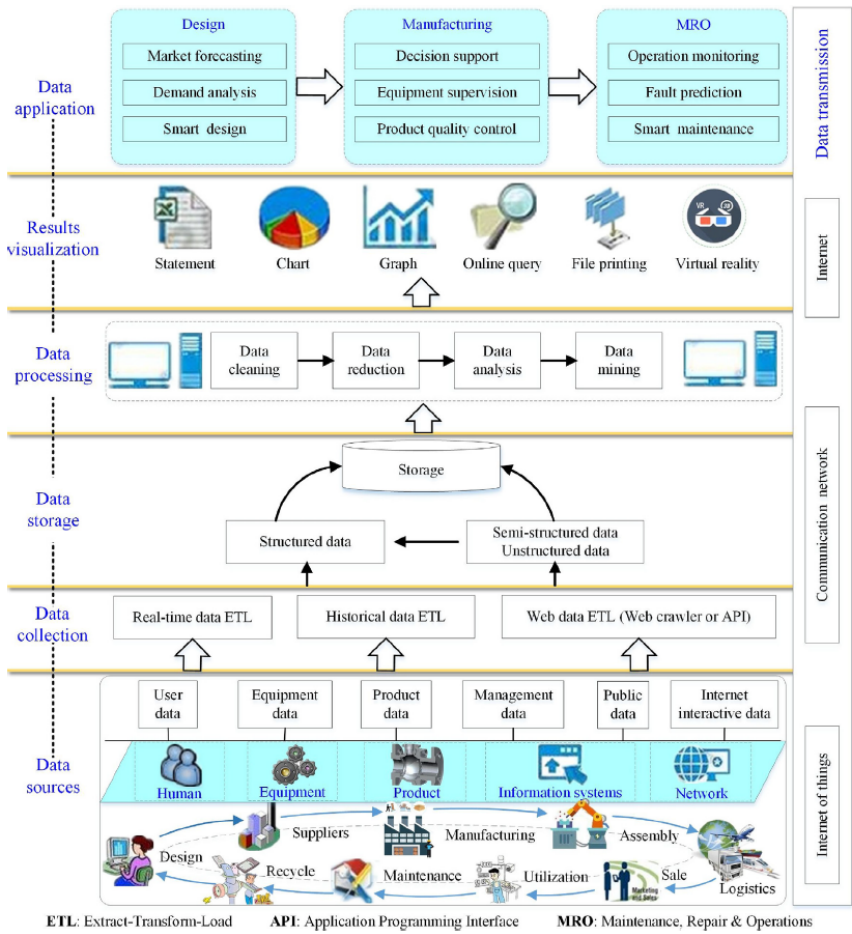 Design
Manufacturing
MRO
Market forecasting
Decision support
Operation monitoring
Data
application
Demand analysis
Equipment supervision
Fault prediction
Smart design
Product quality control
Smart maintenance
Data transmission
Results
visualization
VR
Statement
Chart
Graph
Online query
File printing
Virtual reality
Internet
Data
processing
Data
cleaning
Data
reduction
Data
analysis
Data
mining
Data
storage
Storage
Structured data
Semi-structured data
Unstructured data
Communication network
Data
collection
Real-time data ETL
Historical data ETL
Web data ETL (Web crawler or API)
Data
sources
User
data
Equipment
data
Product
data
Management
data
Public
data
Internet
interactive data
Human
Equipment
Product
Information systems
Network
Internet of things
Design
Suppliers
Manufacturing
Assembly
Recycle
Maintenance
Utilization
Sale
Logistics
Marketing
and Sales
ETL: Extract-Transform-Load
API: Application Programming Interface
MRO: Maintenance, Repair & Operations